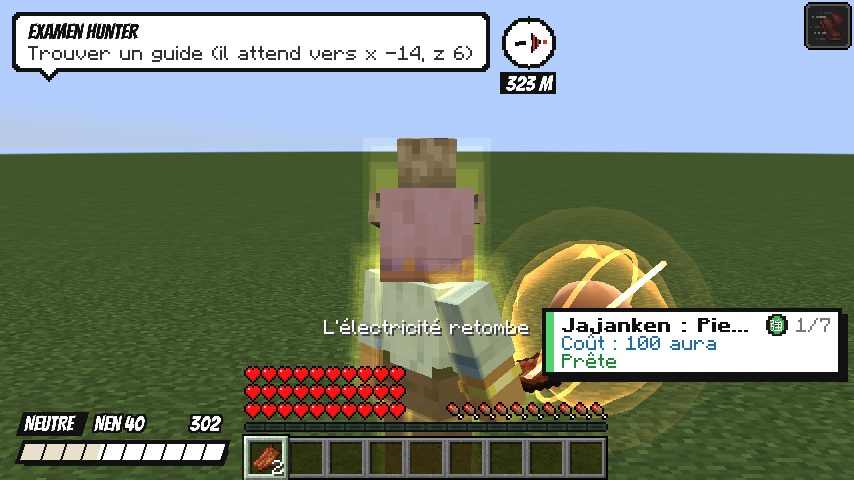 EXAMEN HUNTER
Trouver un guide (il attend vers x -14, z 6)
323 M
L'électricité retombe
Jajanken : Pie... 1/7
Coût : 100 aura
Prête
NEUTRE NEN 40 302
2